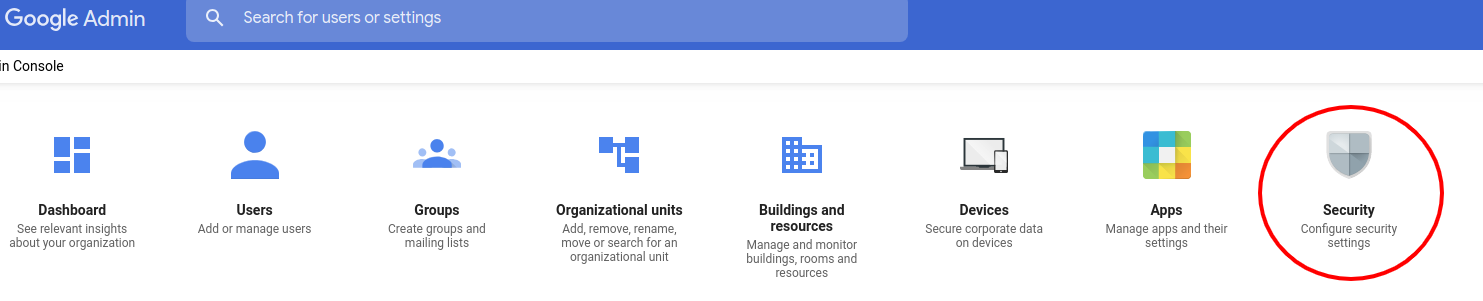 Google Admin
Search for users or settings
in Console
Dashboard
See relevant insights
about your organization
Users
Add or manage users
Groups
Create groups and
mailing lists
Organizational units
Add, remove, rename,
move or search for an
organizational unit
Buildings and
resources
Manage and monitor
buildings, rooms and
resources
Devices
Secure corporate data
on devices
Apps
Manage apps and their
settings
Security
Configure security
settings